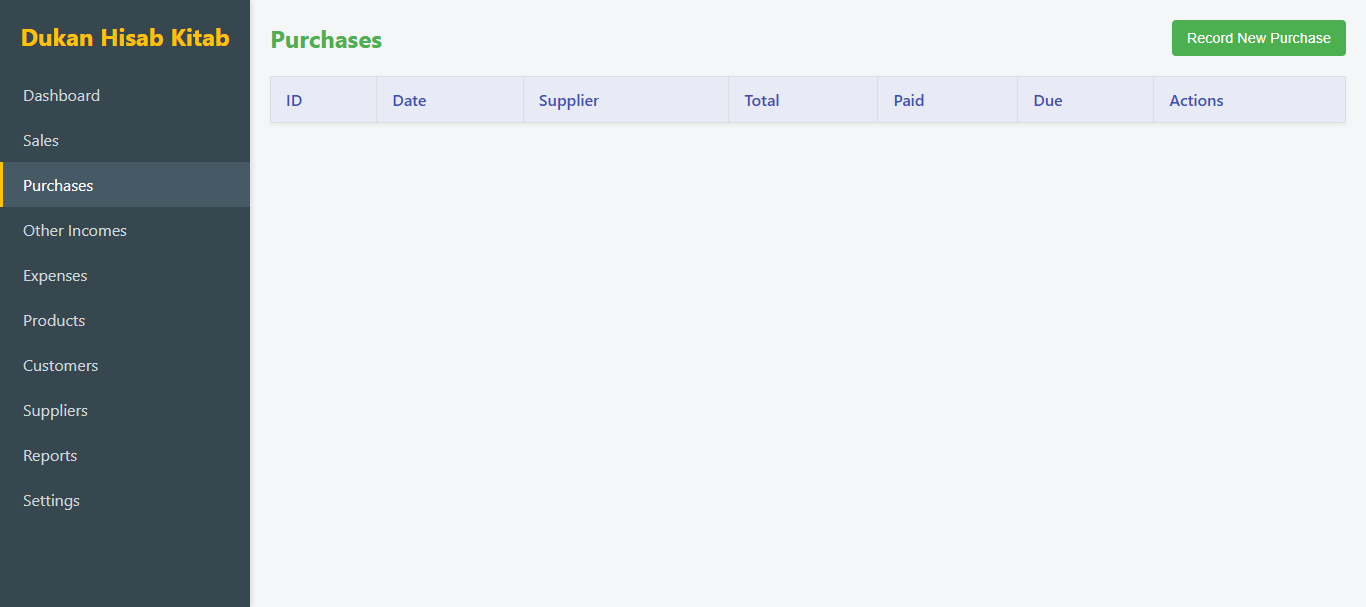 Dukan Hisab Kitab
Dashboard
Sales
Purchases
Other Incomes
Expenses
Products
Customers
Suppliers
Reports
Settings
Purchases
Record New Purchase
ID Date Supplier Total Paid Due Actions